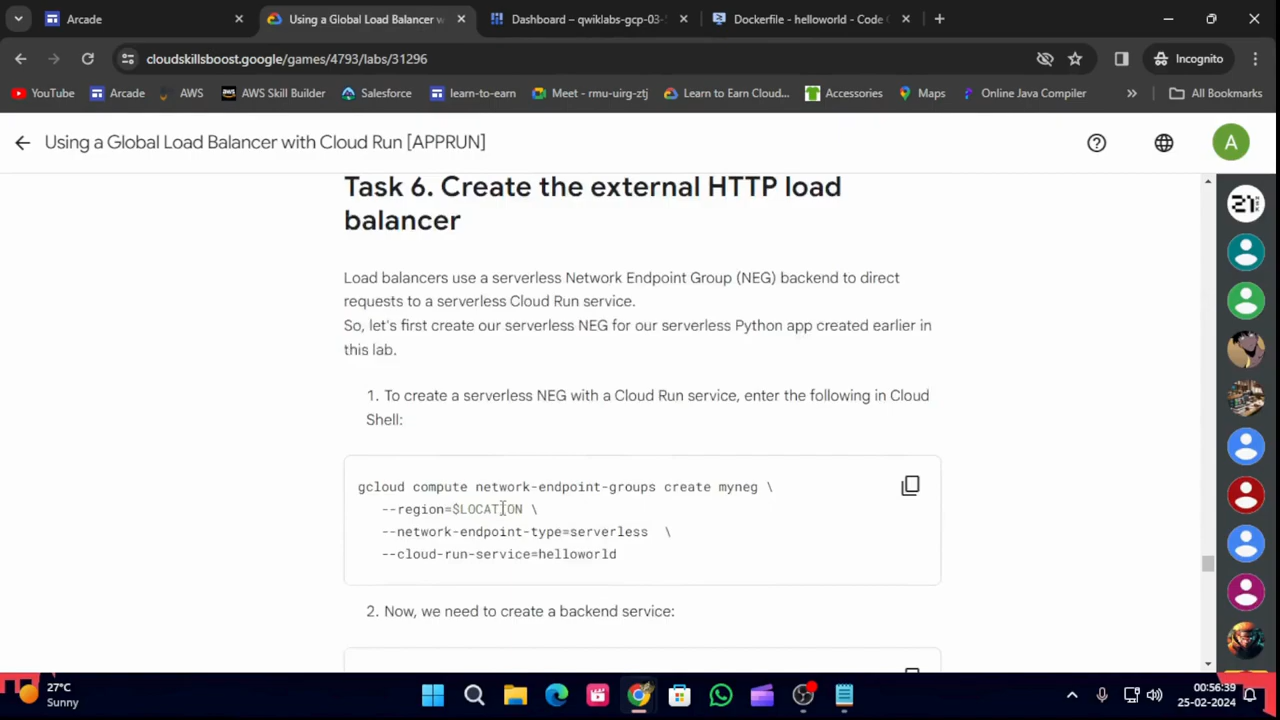 Arcade
Using a Global Load Balancer w
Dashboard – qwiklabs-gcp-03-
Dockerfile - helloworld - Code
cloudskillsboost.google/games/4793/labs/31296
Incognito
YouTube
Arcade
AWS
AWS Skill Builder
Salesforce
learn-to-earn
Meet - rmu-uirg-ztj
Learn to Earn Cloud...
Accessories
Maps
Online Java Compiler
»
All Bookmarks
Using a Global Load Balancer with Cloud Run [APPRUN]
A
Task 6. Create the external HTTP load
balancer
Load balancers use a serverless Network Endpoint Group (NEG) backend to direct
requests to a serverless Cloud Run service.
So, let's first create our serverless NEG for our serverless Python app created earlier in
this lab.
1. To create a serverless NEG with a Cloud Run service, enter the following in Cloud
Shell:
gcloud compute network-endpoint-groups create myneg \
--region=$LOCATION \
--network-endpoint-type=serverless \
--cloud-run-service=helloworld
2. Now, we need to create a backend service:
27°C
Sunny
00:56:39
25-02-2024